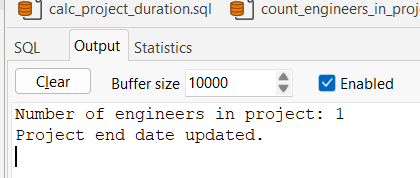 calc_project_duration.sql count_engineers_in_proj
SQL Output Statistics
Clear Buffer size 10000 Enabled
Number of engineers in project: 1
Project end date updated.